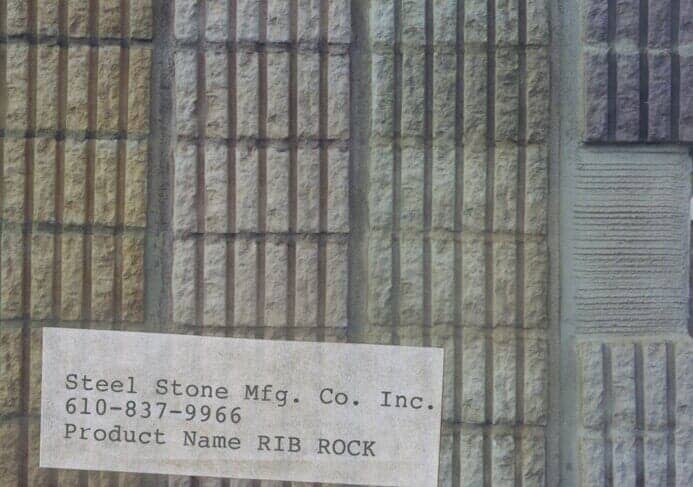 Steel Stone Mfg. Co. Inc.
610-837-9966
Product Name RIB ROCK